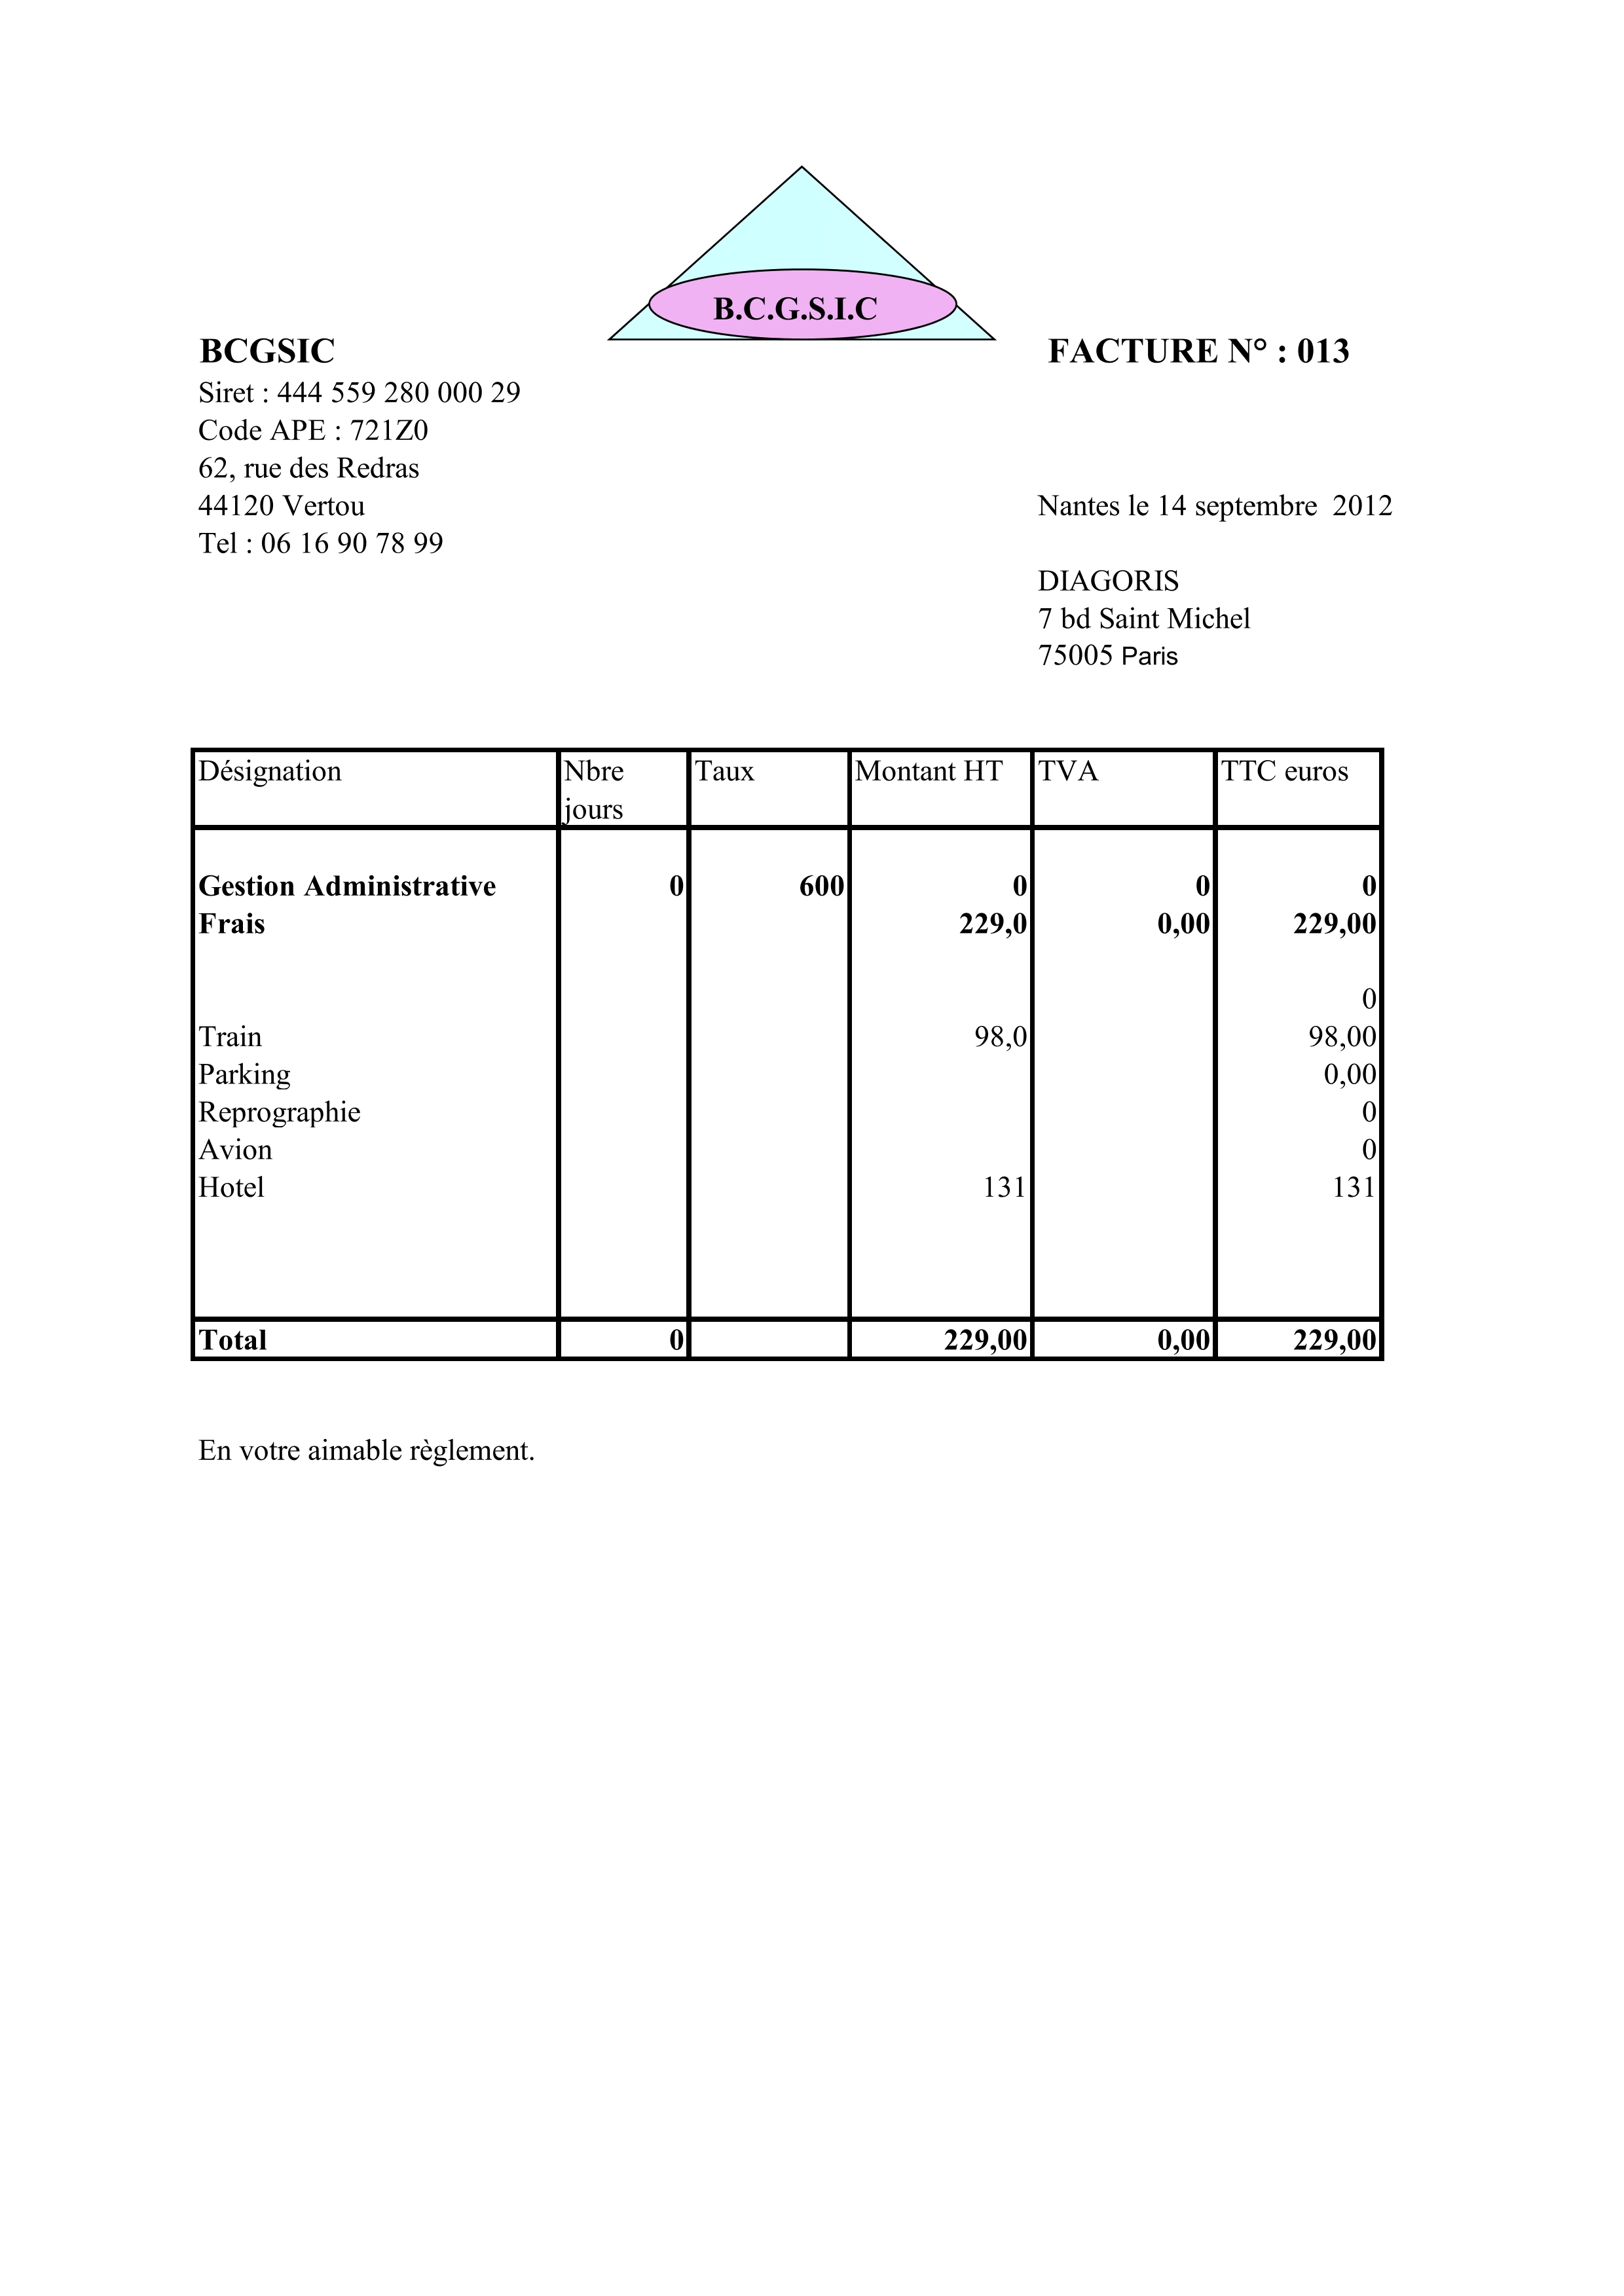 B.C.G.S.I.C
BCGSIC
FACTURE N° : 013
Siret : 444 559 280 000 29
Code APE : 721Z0
62, rue des Redras
44120 Vertou
Nantes le 14 septembre 2012
Tel : 06 16 90 78 99
DIAGORIS
7 bd Saint Michel
75005 Paris
Désignation Nbre jours Taux Montant HT TVA TTC euros
Gestion Administrative 0 600 0 0 0
Frais 229,0 0,00 229,00
0
Train 98,0 98,00
Parking 0,00
Reprographie 0
Avion 0
Hotel 131 131
Total 0 229,00 0,00 229,00
En votre aimable règlement.